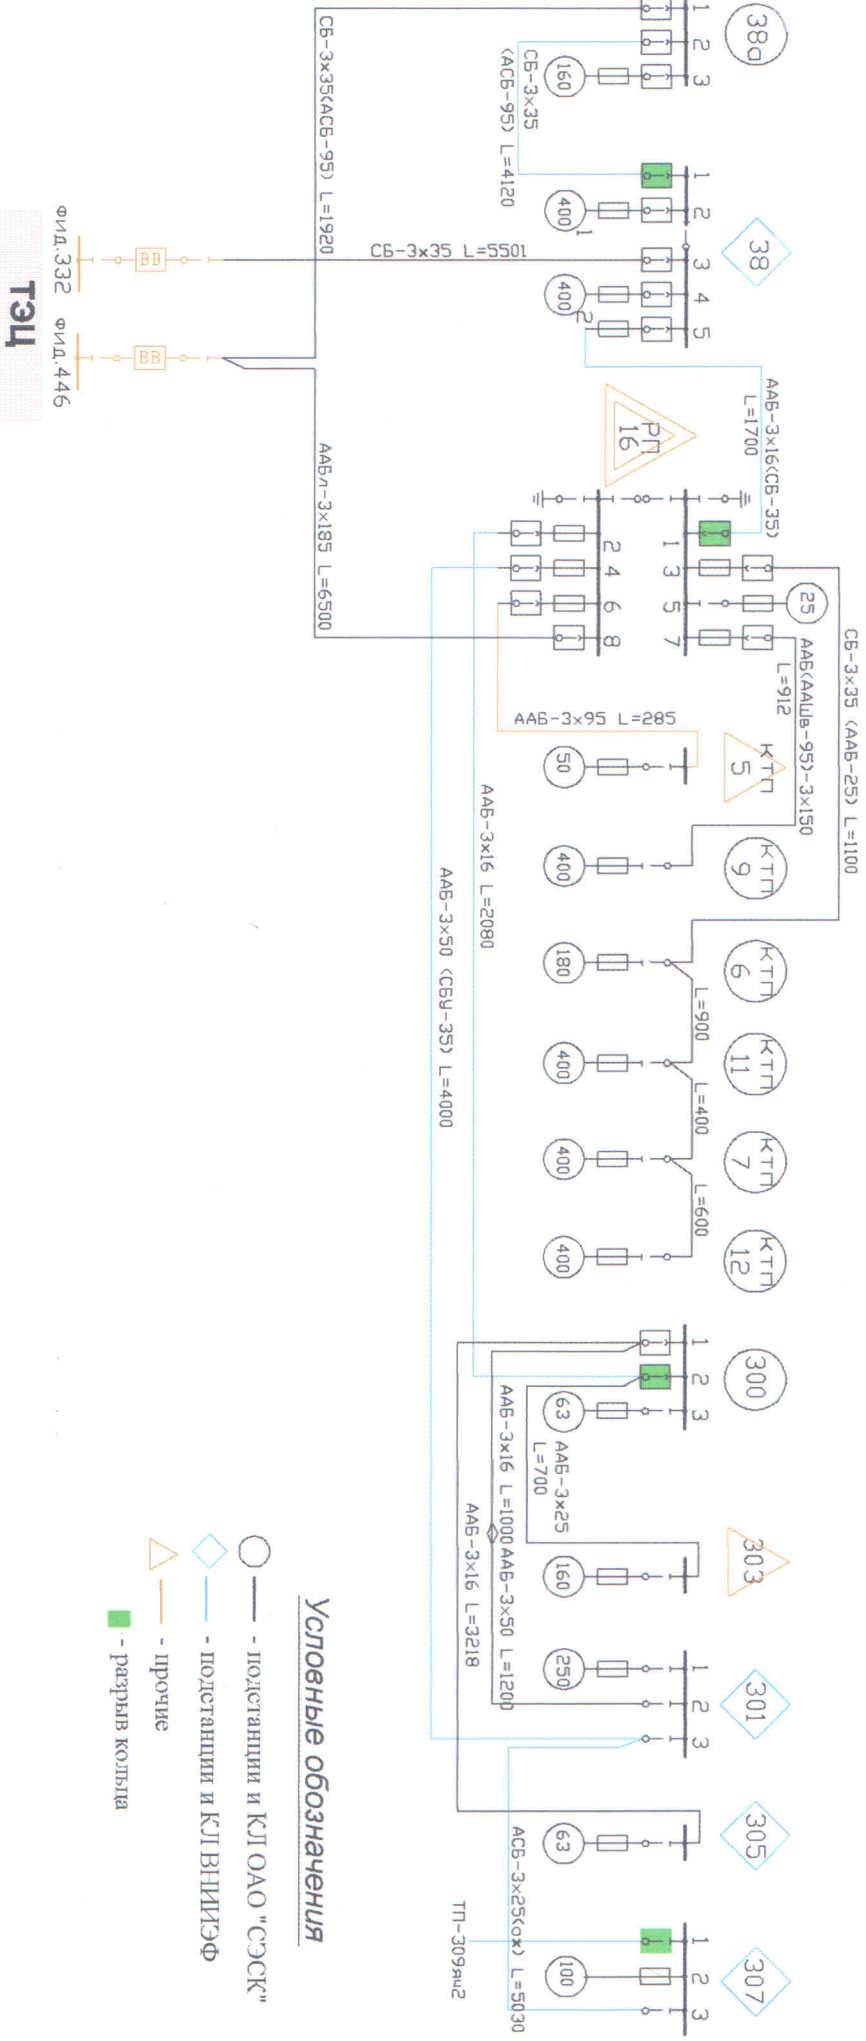 38а
1
2
3
160
СБ-3х35
(АСБ-95) L=4120
СБ-3х35(АСБ-95) L=1920
38
1
2
3
4
5
400
1
400
2
СБ-3х35 L=5501
ФИД.332
ФИД.446
ВВ
ВВ
ТЭЦ
ААБ-3х16(СБ-35)
L=1700
РП
16
ААБл-3х185 L=6500
1
3
5
7
2
4
6
8
25
СБ-3х35 (ААБ-25) L=1100
ААБ(ААШв-95)-3х150
L=912
ААБ-3х95 L=285
ААБ-3х16 L=2080
ААБ-3х50 (СБУ-35) L=4000
КТП
5
50
КТП
9
400
КТП
6
180
L=900
КТП
11
400
L=400
КТП
7
400
L=600
КТП
12
400
300
1
2
3
63
ААБ-3х25
L=700
ААБ-3х16 L=1000
ААБ-3х50 L=1200
ААБ-3х16 L=3218
303
160
301
1
2
3
250
305
63
АСБ-3х25(ож) L=5030
307
1
2
3
100
ТП-309яч2
Условные обозначения
- подстанции и КЛ ОАО "СЭСК"
- подстанции и КЛ ВНИИЭФ
- прочие
- разрыв кольца